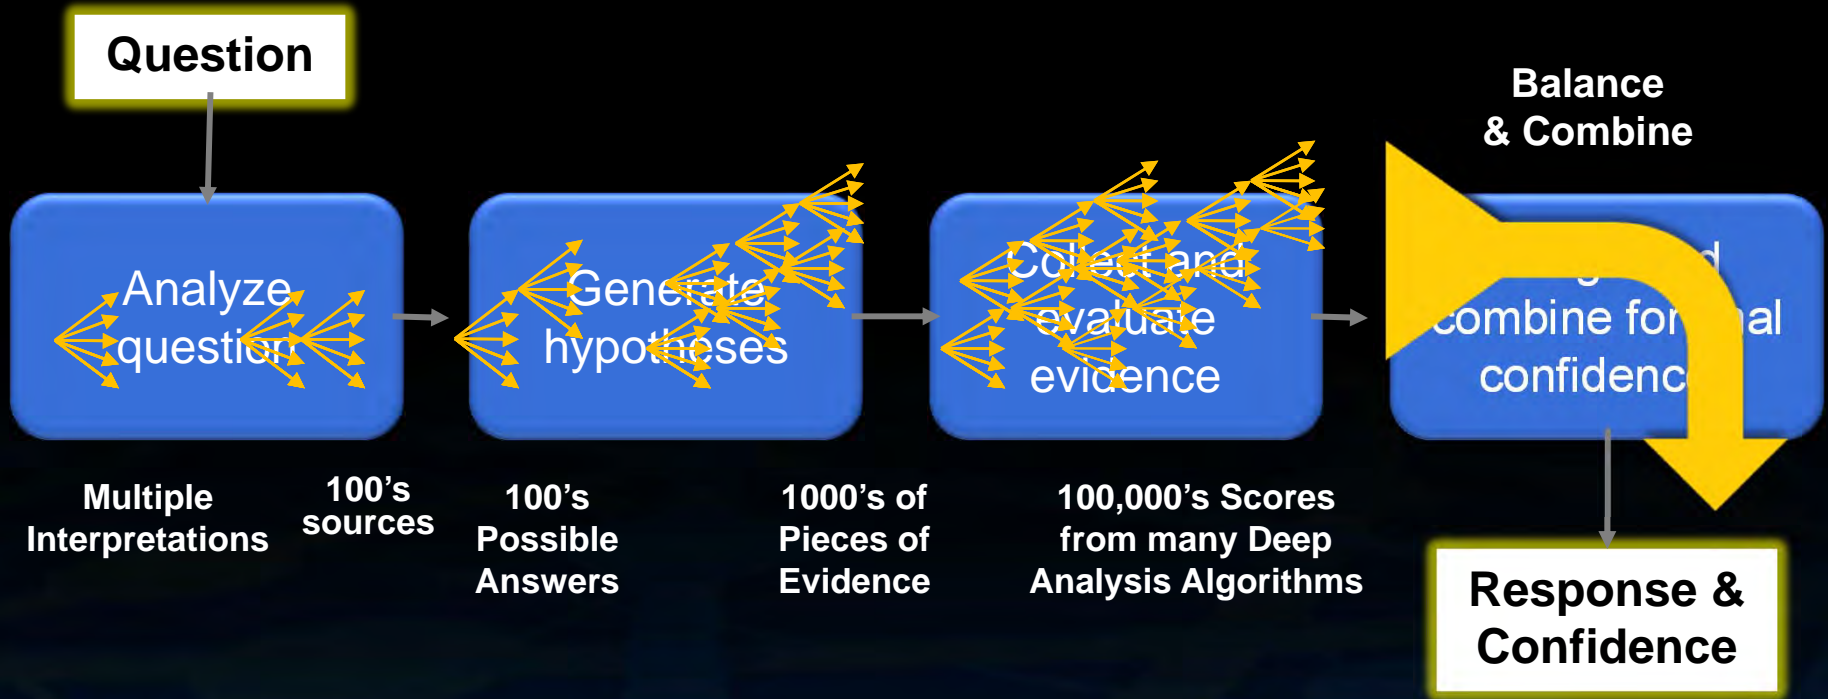 Question
Balance
& Combine
Analyze
question
Generate
hypotheses
Collect and
evaluate
evidence
combine for
confidence
Multiple
Interpretations
100's
sources
100's
Possible
Answers
1000's of
Pieces of
Evidence
100,000's Scores
from many Deep
Analysis Algorithms
Response &
Confidence